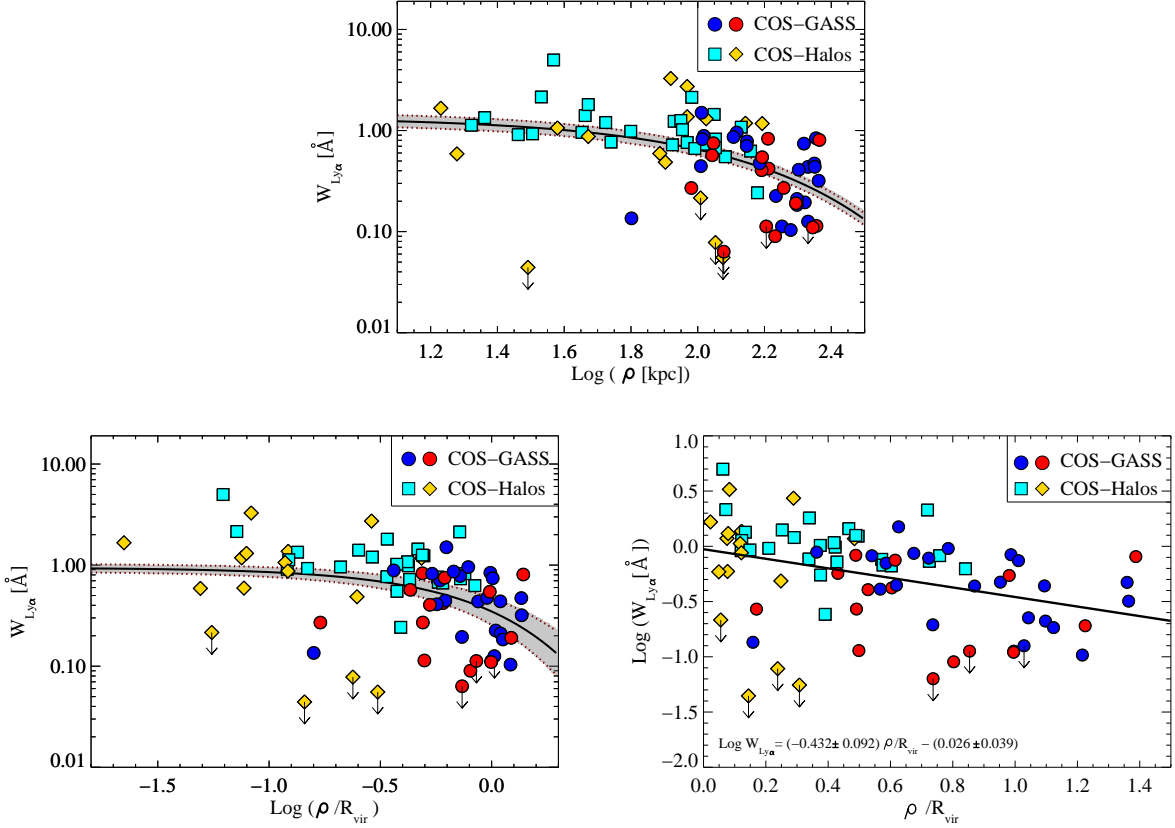 COS−GASS
COS−Halos
10.00
1.00
0.10
0.01
W_Lyα [Å]
1.2 1.4 1.6 1.8 2.0 2.2 2.4
Log ( ρ [kpc])
COS−GASS
COS−Halos
10.00
1.00
0.10
0.01
W_Lyα [Å]
−1.5 −1.0 −0.5 0.0
Log ( ρ /R_vir)
COS−GASS
COS−Halos
1.0
0.5
0.0
−0.5
−1.0
−1.5
−2.0
Log (W_Lyα [Å])
Log W_Lyα = (−0.432± 0.092) ρ/R_vir − (0.026 ±0.039)
0.0 0.2 0.4 0.6 0.8 1.0 1.2 1.4
ρ /R_vir